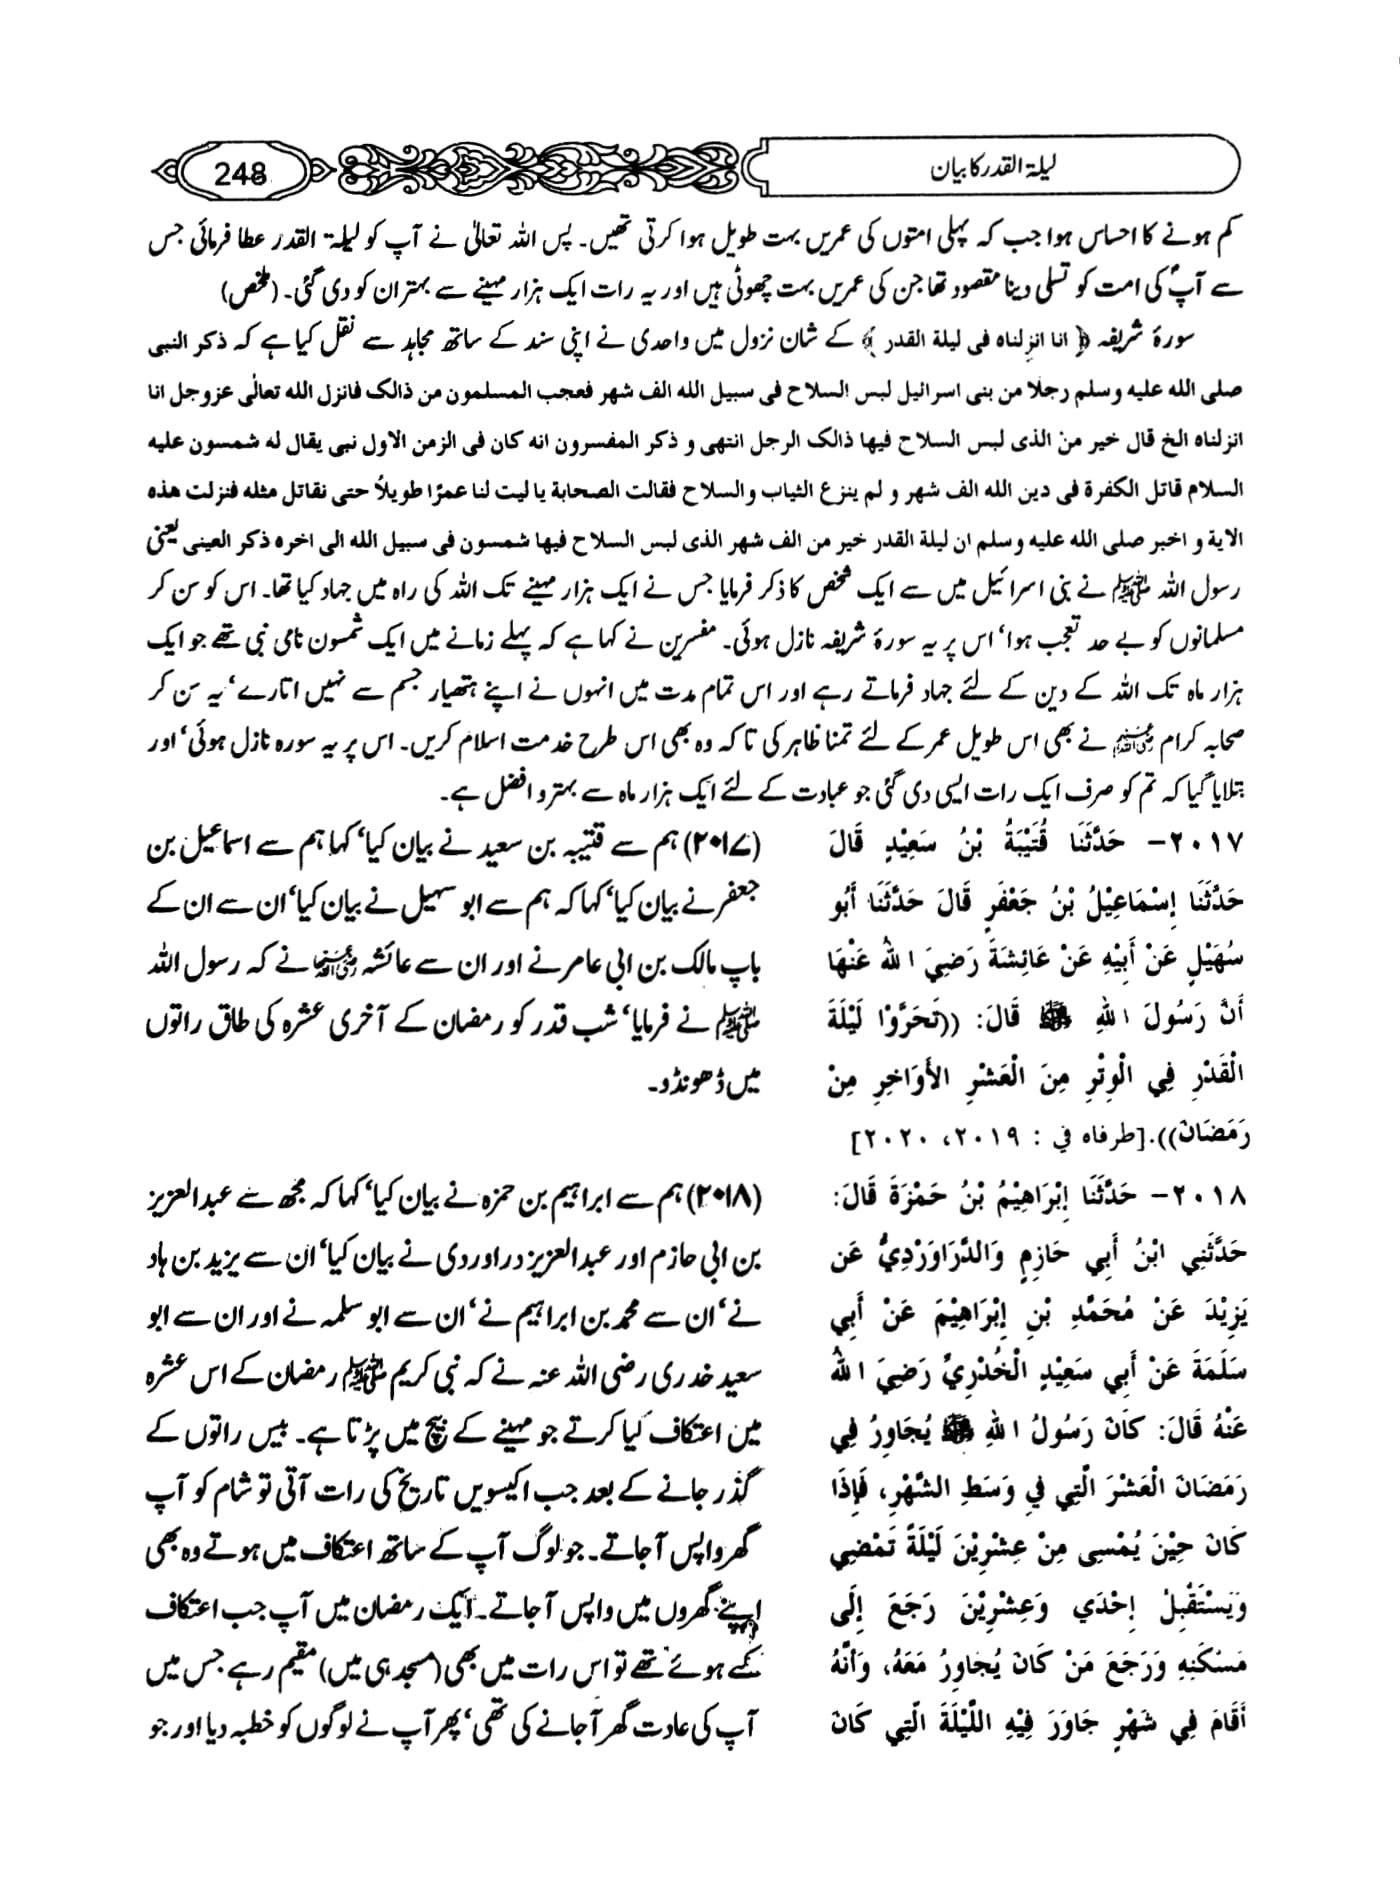 لیلۃ القدر کا بیان
248
کم ہونے کا احساس ہوا جب کہ پہلی امتوں کی عمریں بہت طویل ہوا کرتی تھیں۔ پس اللہ تعالیٰ نے آپ کو لیلۃ القدر عطا فرمائی جس
سے آپؐ کی امت کو تسلی دینا مقصود تھا جن کی عمریں بہت چھوٹی ہیں اور یہ رات ایک ہزار مہینے سے بہتر ان کو دی گئی۔ (ملخص)
سورۂ شریفہ ﴿ انا انزلناہ فی لیلة القدر ﴾ کے شان نزول میں واحدی نے اپنی سند کے ساتھ مجاہد سے نقل کیا ہے کہ ذکر النبی
صلی اللہ علیہ وسلم رجلا من بنی اسرائیل لبس السلاح فی سبیل اللہ الف شھر فعجب المسلمون من ذالک فانزل اللہ تعالٰی عزوجل انا
انزلناہ الخ قال خیر من الذی لبس السلاح فیھا ذالک الرجل انتھی و ذکر المفسرون انہ کان فی الزمن الاول نبی یقال لہ شمسون علیہ
السلام قاتل الکفرة فی دین اللہ الف شھر و لم ینزع الثیاب والسلاح فقالت الصحابة یا لیت لنا عمرًا طویلاً حتی نقاتل مثلہ فنزلت ھذہ
الایة و اخبر صلی اللہ علیہ وسلم ان لیلة القدر خیر من الف شھر الذی لبس السلاح فیھا شمسون فی سبیل اللہ الی اخرہ ذکر العینی یعنی
رسول اللہ ﷺ نے بنی اسرائیل میں سے ایک شخص کا ذکر فرمایا جس نے ایک ہزار مہینے تک اللہ کی راہ میں جہاد کیا تھا۔ اس کو سن کر
مسلمانوں کو بے حد تعجب ہوا‘ اس پر یہ سورۂ شریفہ نازل ہوئی۔ مفسرین نے کہا ہے کہ پہلے زمانے میں ایک شمسون نامی نبی تھے جو ایک
ہزار ماہ تک اللہ کے دین کے لئے جہاد فرماتے رہے اور اس تمام مدت میں انہوں نے اپنے ہتھیار جسم سے نہیں اتارے‘ یہ سن کر
صحابہ کرام رضی اللہ عنہم نے بھی اس طویل عمر کے لئے تمنا ظاہر کی تاکہ وہ بھی اس طرح خدمت اسلام کریں۔ اس پر یہ سورہ نازل ہوئی‘ اور
بتلایا گیا کہ تم کو صرف ایک رات ایسی دی گئی جو عبادت کے لئے ایک ہزار ماہ سے بہتر و افضل ہے۔
٢٠١٧- حَدَّثَنَا قُتَيْبَةُ بْنُ سَعِيْدٍ قَالَ
حَدَّثَنَا إِسْمَاعِيْلُ بْنُ جَعْفَرٍ قَالَ حَدَّثَنَا أَبُو
سُهَيْلٍ عَنْ أَبِيْهِ عَنْ عَائِشَةَ رَضِيَ اللهُ عَنْهَا
أَنَّ رَسُولَ اللهِ ﷺ قَالَ: ((تَحَرَّوْا لَيْلَةَ
الْقَدْرِ فِي الْوِتْرِ مِنَ الْعَشْرِ الأَوَاخِرِ مِنْ
رَمَضَانَ)).[طرفاه في : ٢٠١٩، ٢٠٢٠]
(۲۰۱۷) ہم سے قتیبہ بن سعید نے بیان کیا‘ کہا ہم سے اسماعیل بن
جعفر نے بیان کیا‘ کہا کہ ہم سے ابو سہیل نے بیان کیا‘ ان سے ان کے
باپ مالک بن ابی عامر نے اور ان سے عائشہ رضی اللہ عنہا نے کہ رسول اللہ
ﷺ نے فرمایا‘ شب قدر کو رمضان کے آخری عشرہ کی طاق راتوں
میں ڈھونڈو۔
٢٠١٨- حَدَّثَنَا إِبْرَاهِيْمُ بْنُ حَمْزَةَ قَالَ:
حَدَّثَنِي ابْنُ أَبِي حَازِمٍ وَالدَّرَاوَرْدِيُّ عَن
يَزِيْدَ عَنْ مُحَمَّدِ بْنِ إِبْرَاهِيْمَ عَنْ أَبِي
سَلَمَةَ عَنْ أَبِي سَعِيْدٍ الْخُدْرِيِّ رَضِيَ اللهُ
عَنْهُ قَالَ: كَانَ رَسُولُ اللهِ ﷺ يُجَاوِرُ فِي
رَمَضَانَ الْعَشْرَ الَّتِي فِي وَسَطِ الشَّهْرِ، فَإِذَا
كَانَ حِيْنَ يُمْسِى مِنْ عِشْرِيْنَ لَيْلَةً تَمْضِي
وَيَسْتَقْبِلُ إِحْدَي وَعِشْرِيْنَ رَجَعَ إِلَى
مَسْكَنِهِ وَرَجَعَ مَنْ كَانَ يُجَاوِرُ مَعَهُ، وَأَنَّهُ
أَقَامَ فِي شَهْرٍ جَاوَرَ فِيْهِ اللَّيْلَةَ الَّتِي كَانَ
(۲۰۱۸) ہم سے ابراہیم بن حمزہ نے بیان کیا‘ کہا کہ مجھ سے عبدالعزیز
بن ابی حازم اور عبدالعزیز دراوردی نے بیان کیا‘ ان سے یزید بن ہاد
نے‘ ان سے محمد بن ابراہیم نے‘ ان سے ابو سلمہ نے اور ان سے ابو
سعید خدری رضی اللہ عنہ نے کہ نبی کریم ﷺ رمضان کے اس عشرہ
میں اعتکاف کیا کرتے جو مہینے کے بیچ میں پڑتا ہے۔ بیس راتوں کے
گذر جانے کے بعد جب اکیسویں تاریخ کی رات آتی تو شام کو آپ
گھر واپس آ جاتے۔ جو لوگ آپ کے ساتھ اعتکاف میں ہوتے وہ بھی
اپنے گھروں میں واپس آ جاتے۔ ایک رمضان میں آپ جب اعتکاف
کئے ہوئے تھے تو اس رات میں بھی (مسجد ہی میں) مقیم رہے جس میں
آپ کی عادت گھر آ جانے کی تھی‘ پھر آپ نے لوگوں کو خطبہ دیا اور جو